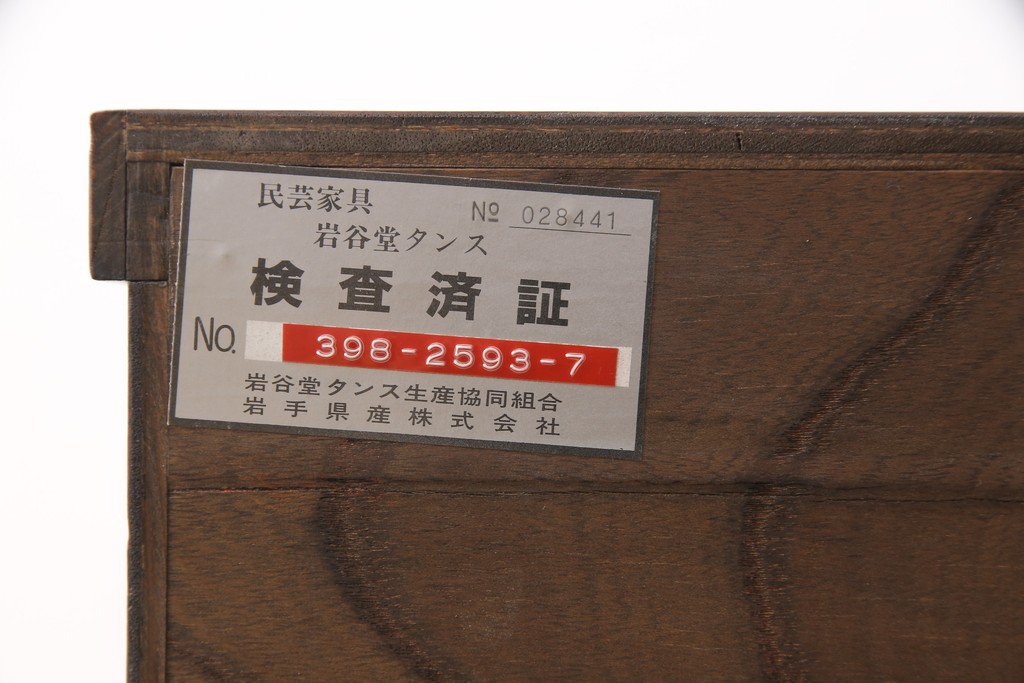 民芸家具
岩谷堂タンス
№ 028441
検査済証
No. 398-2593-7
岩谷堂タンス生産協同組合
岩手県産株式会社